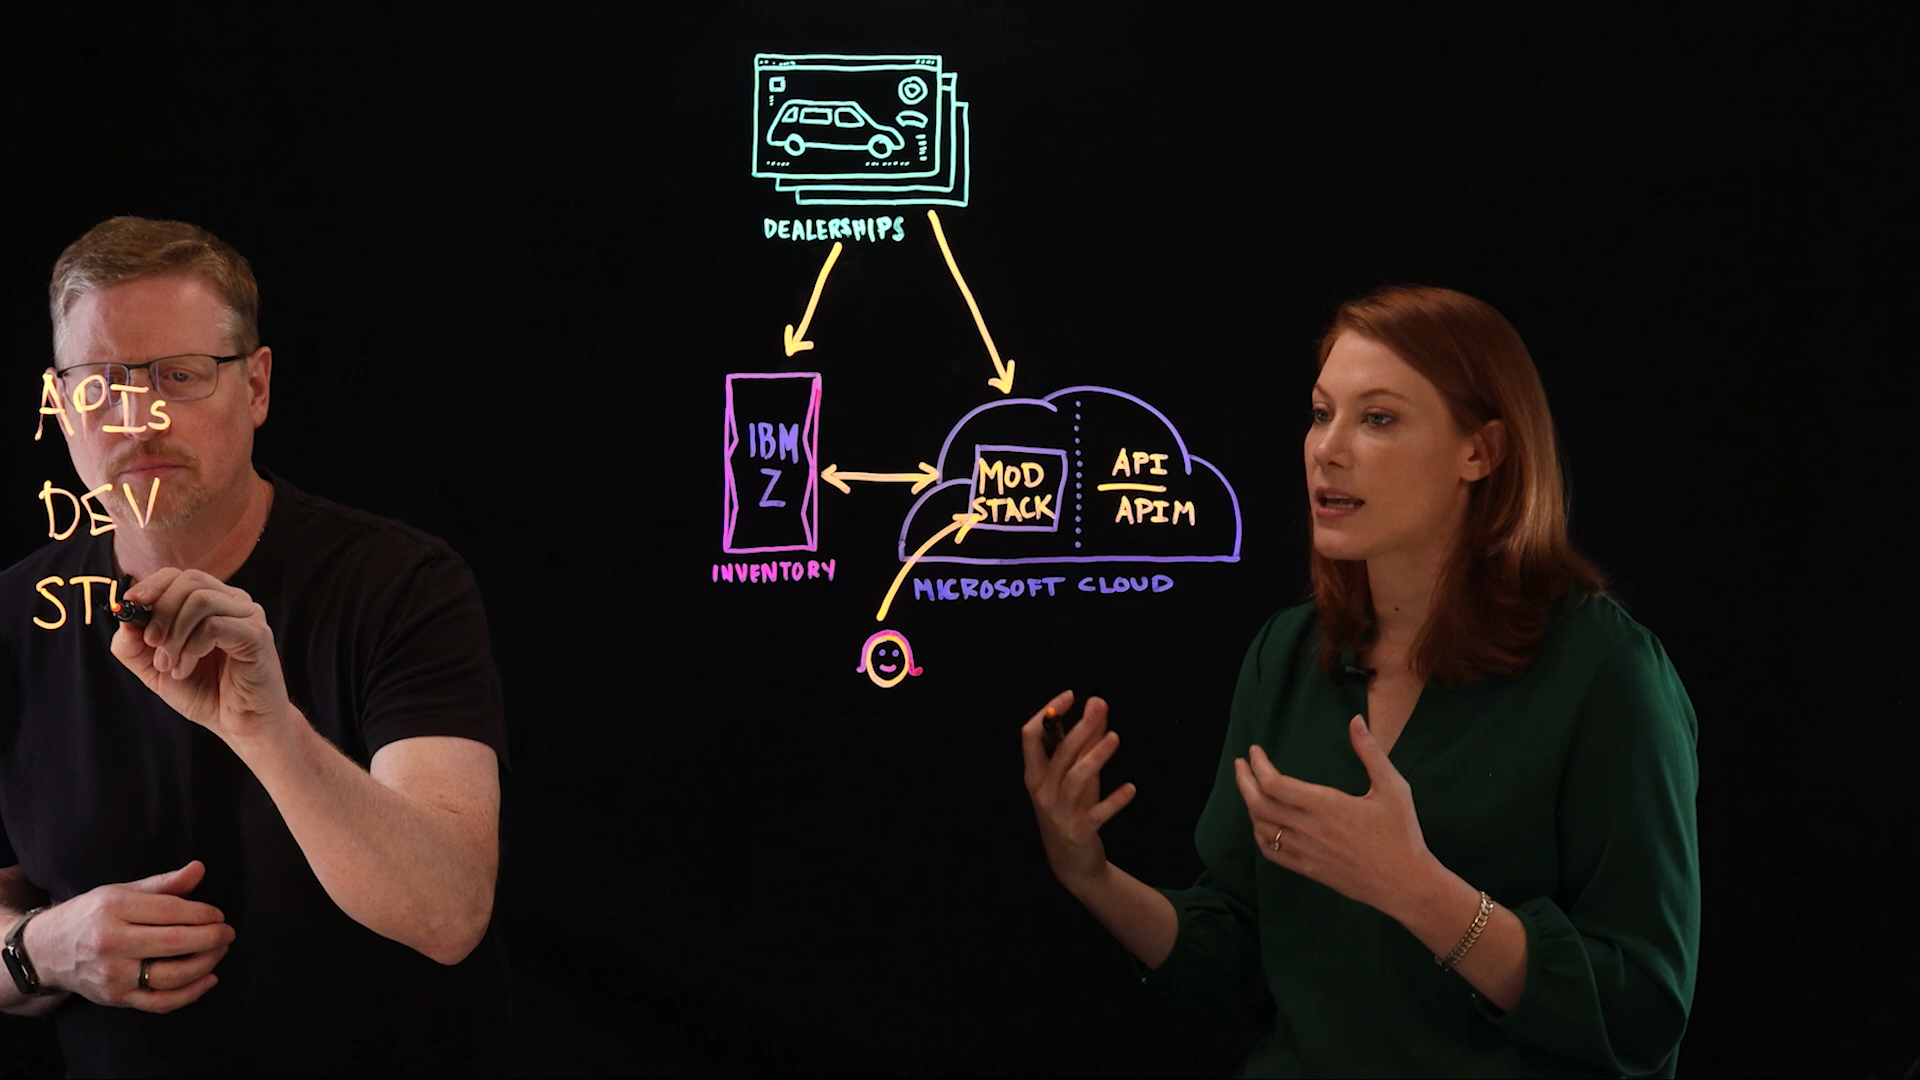 DEALERSHIPS
IBM
Z
INVENTORY
MOD
STACK
API
APIM
MICROSOFT CLOUD
APIs
DEV